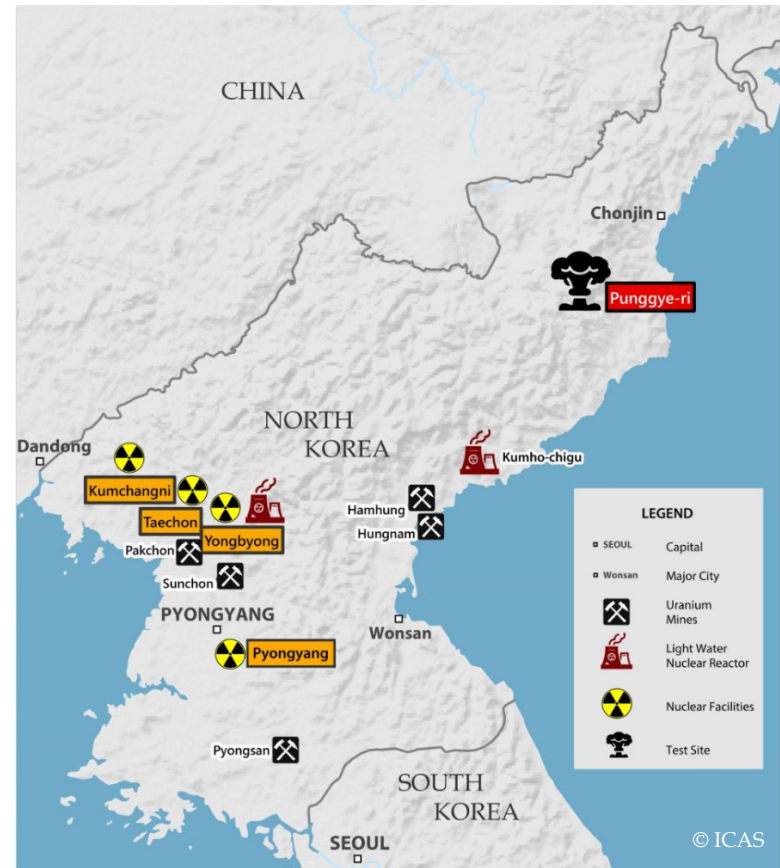 CHINA
Chonjin
Punggye-ri
NORTH
KOREA
Dandong
Kumchangni
Taechon
Yongbyong
Pakchon
Sunchon
Kumho-chigu
Hamhung
Hungnam
PYONGYANG
Pyongyang
Wonsan
Pyongsan
SOUTH
KOREA
SEOUL
LEGEND
SEOUL Capital
Wonsan Major City
Uranium
Mines
Light Water
Nuclear Reactor
Nuclear Facilities
Test Site
© ICAS